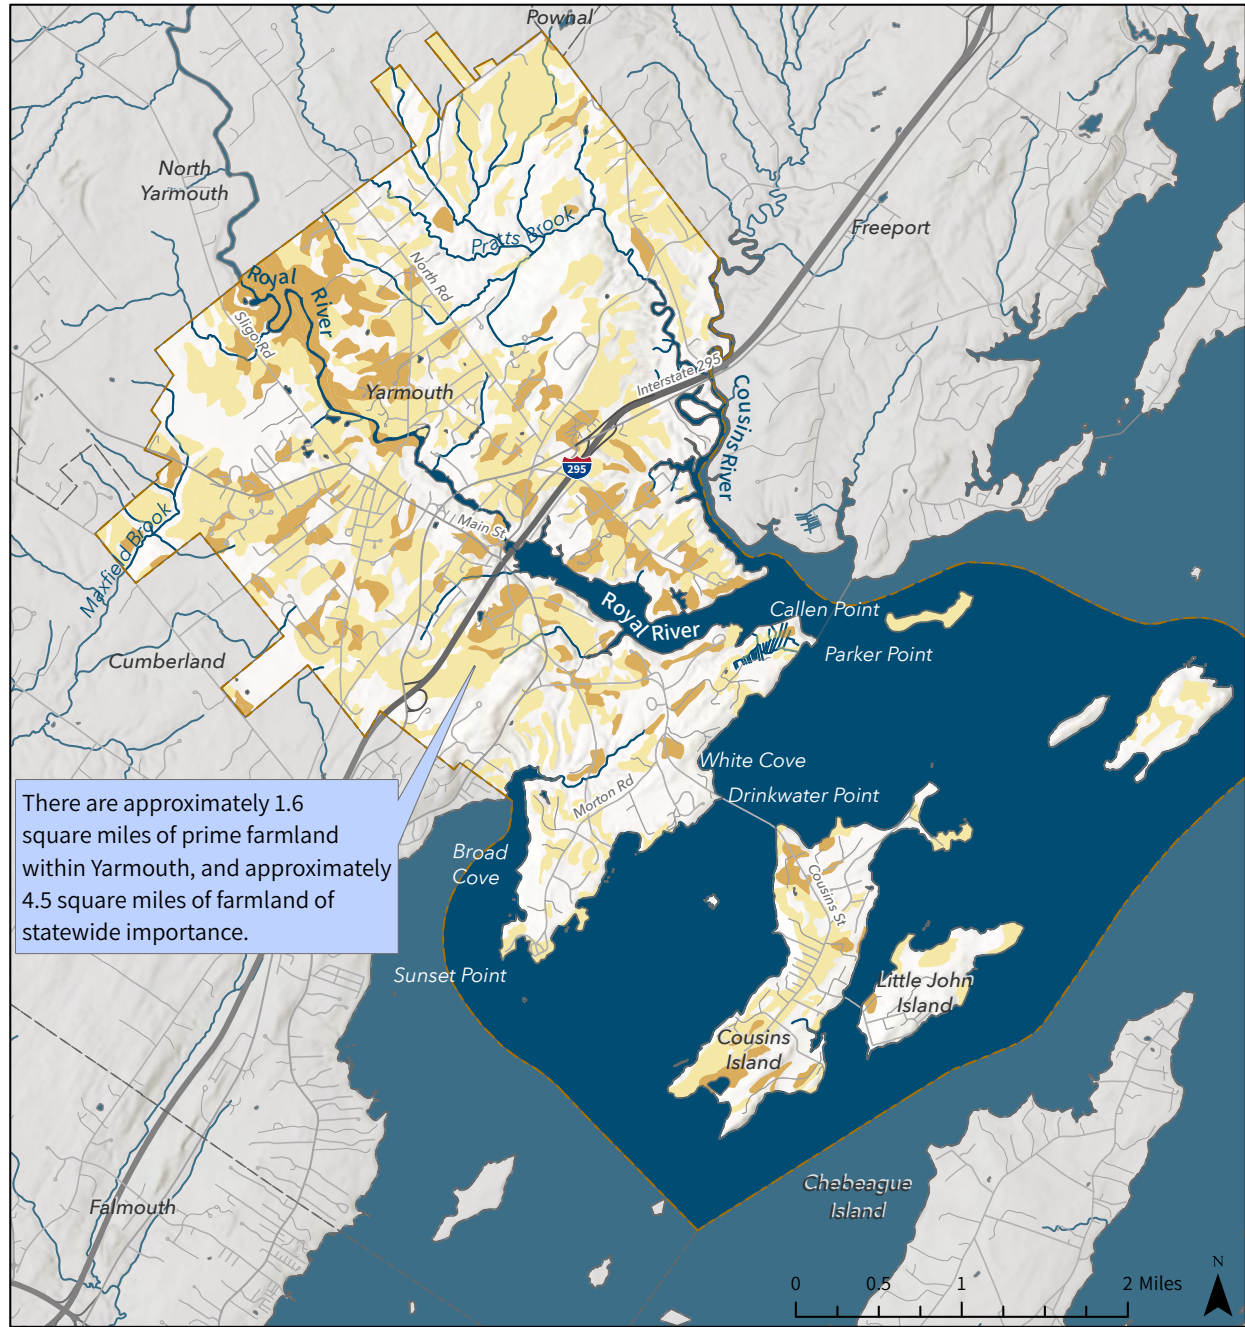 Pownal
North
Yarmouth
Freeport
Pratts Brook
North Rd
Royal
River
Sligo Rd
Interstate 295
Yarmouth
Cousins River
295
Maxfield Brook
Main St
Royal River
Callen Point
Parker Point
Cumberland
White Cove
Drinkwater Point
Morton Rd
There are approximately 1.6
square miles of prime farmland
within Yarmouth, and approximately
4.5 square miles of farmland of
statewide importance.
Broad
Cove
Cousins St
Sunset Point
Little John
Island
Cousins
Island
Chebeague
Island
Falmouth
N
0 0.5 1 2 Miles